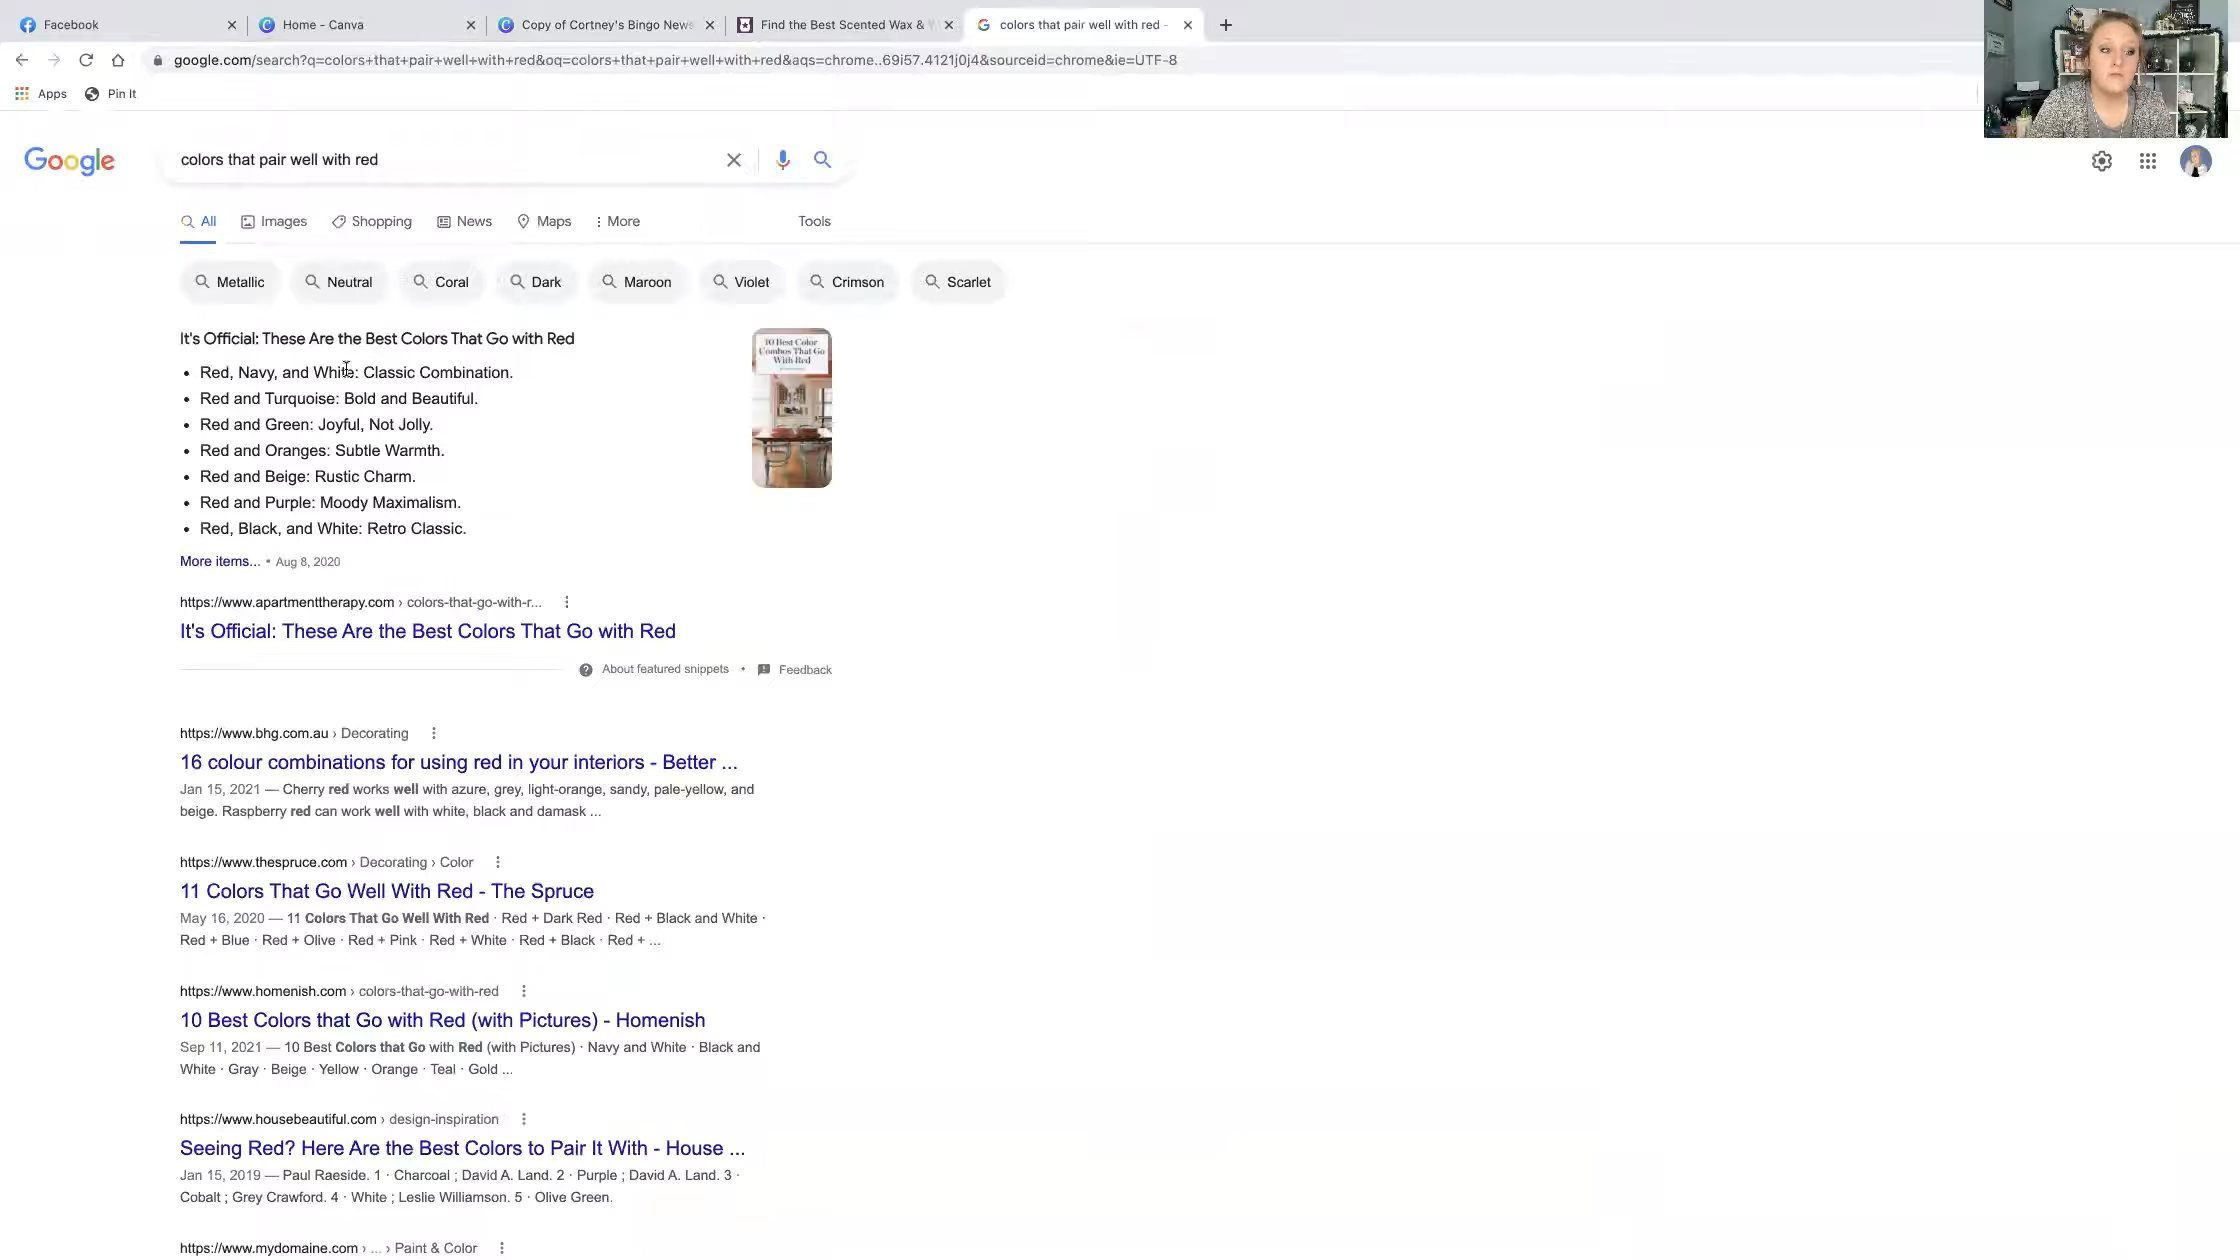 Facebook
Home - Canva
Copy of Cortney's Bingo News
Find the Best Scented Wax &
colors that pair well with red -
google.com/search?q=colors+that+pair+well+with+red&oq=colors+that+pair+well+with+red&aqs=chrome..69i57.4121j0j4&sourceid=chrome&ie=UTF-8
Apps
Pin It
Google
colors that pair well with red
All
Images
Shopping
News
Maps
More
Tools
Metallic
Neutral
Coral
Dark
Maroon
Violet
Crimson
Scarlet
It's Official: These Are the Best Colors That Go with Red
• Red, Navy, and White: Classic Combination.
• Red and Turquoise: Bold and Beautiful.
• Red and Green: Joyful, Not Jolly.
• Red and Oranges: Subtle Warmth.
• Red and Beige: Rustic Charm.
• Red and Purple: Moody Maximalism.
• Red, Black, and White: Retro Classic.
10 Best Color
Combos That Go
With Red
More items... • Aug 8, 2020
https://www.apartmenttherapy.com › colors-that-go-with-r...
It's Official: These Are the Best Colors That Go with Red
About featured snippets • Feedback
https://www.bhg.com.au › Decorating
16 colour combinations for using red in your interiors - Better ...
Jan 15, 2021 — Cherry red works well with azure, grey, light-orange, sandy, pale-yellow, and
beige. Raspberry red can work well with white, black and damask ...
https://www.thespruce.com › Decorating › Color
11 Colors That Go Well With Red - The Spruce
May 16, 2020 — 11 Colors That Go Well With Red · Red + Dark Red · Red + Black and White ·
Red + Blue · Red + Olive · Red + Pink · Red + White · Red + Black · Red + ...
https://www.homenish.com › colors-that-go-with-red
10 Best Colors that Go with Red (with Pictures) - Homenish
Sep 11, 2021 — 10 Best Colors that Go with Red (with Pictures) · Navy and White · Black and
White · Gray · Beige · Yellow · Orange · Teal · Gold ...
https://www.housebeautiful.com › design-inspiration
Seeing Red? Here Are the Best Colors to Pair It With - House ...
Jan 15, 2019 — Paul Raeside. 1 · Charcoal ; David A. Land. 2 · Purple ; David A. Land. 3 ·
Cobalt ; Grey Crawford. 4 · White ; Leslie Williamson. 5 · Olive Green.
https://www.mydomaine.com › ... › Paint & Color